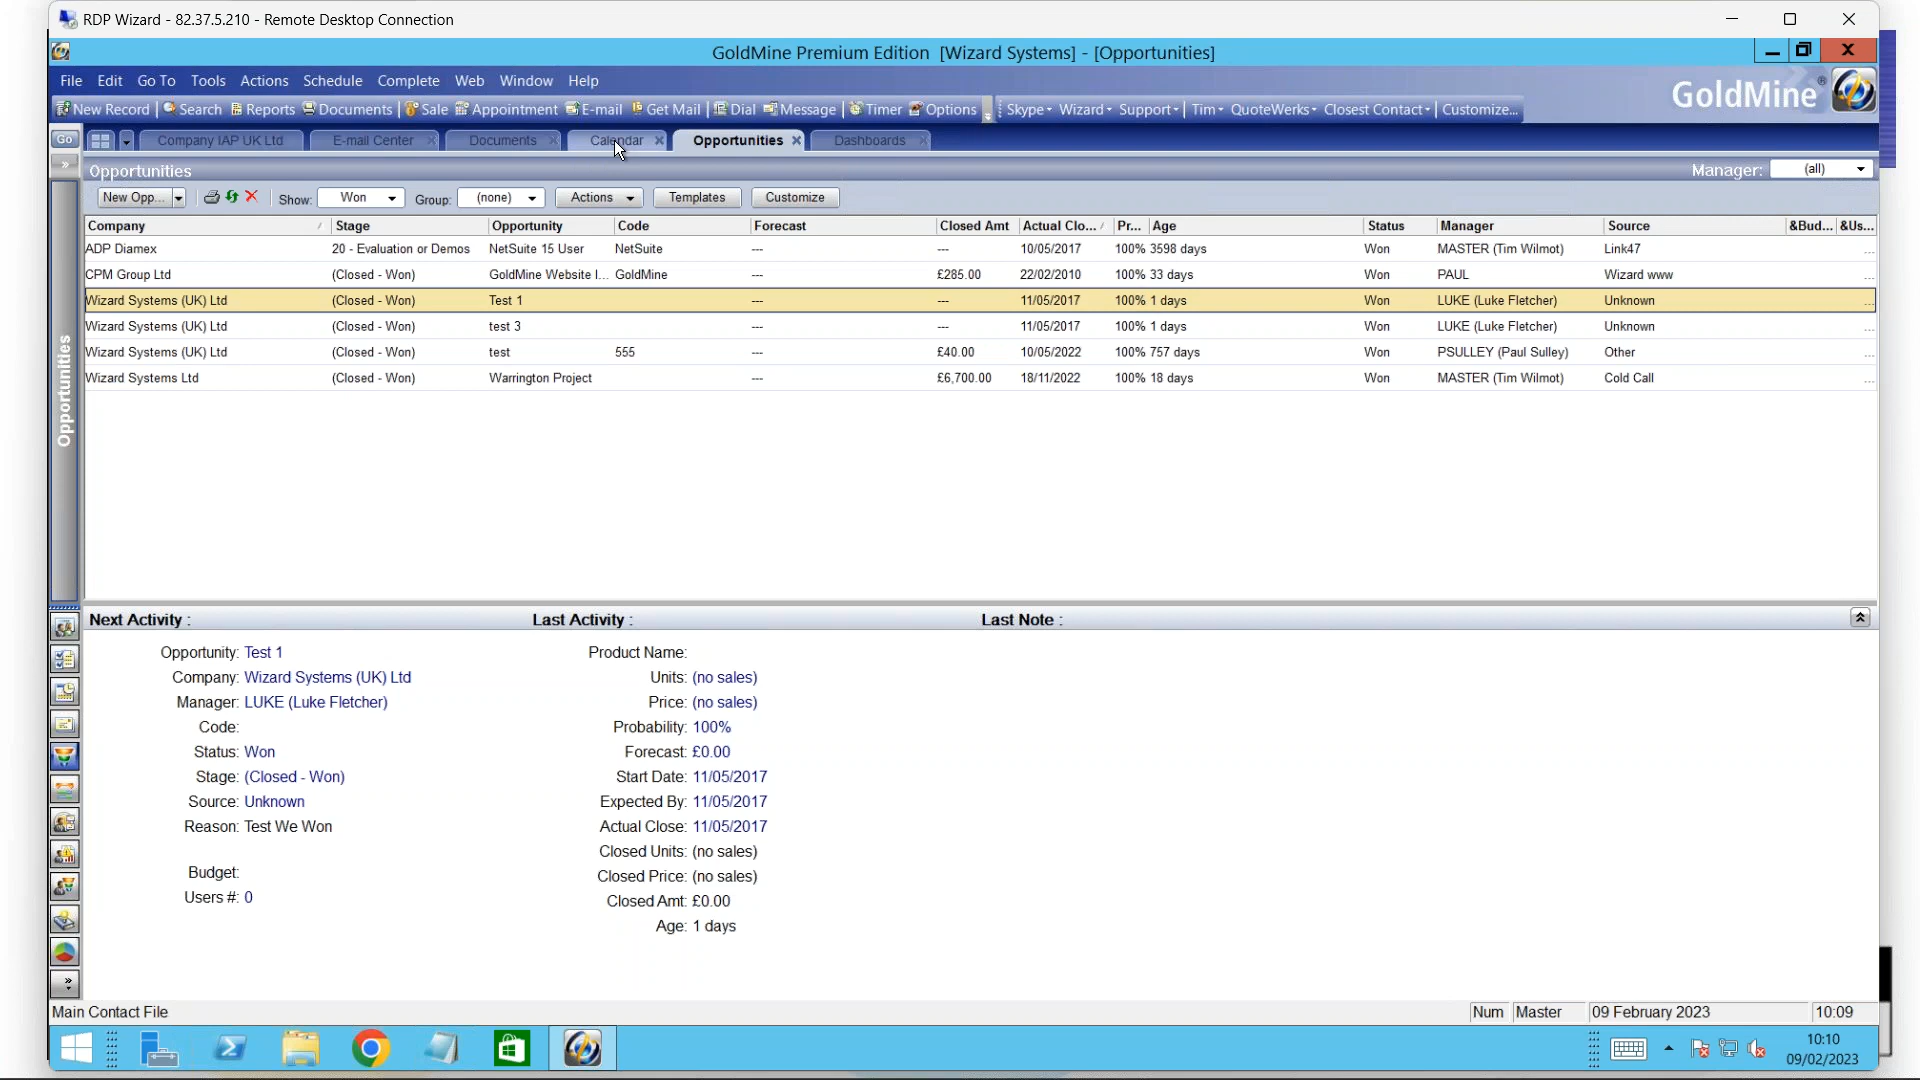 RDP Wizard - 82.37.5.210 - Remote Desktop Connection
GoldMine Premium Edition [Wizard Systems] - [Opportunities]
File Edit Go To Tools Actions Schedule Complete Web Window Help
GoldMine®
New Record Search Reports Documents Sale Appointment E-mail Get Mail Dial Message Timer Options Skype Wizard Support Tim QuoteWerks Closest Contact Customize...
Go Company IAP UK Ltd E-mail Center Documents Calendar Opportunities Dashboards
Opportunities Manager: (all)
New Opp... Show: Won Group: (none) Actions Templates Customize
Company Stage Opportunity Code Forecast Closed Amt Actual Clo... Pr... Age Status Manager Source &Bud... &Us...
ADP Diamex 20 - Evaluation or Demos NetSuite 15 User NetSuite --- --- 10/05/2017 100% 3598 days Won MASTER (Tim Wilmot) Link47 ...
CPM Group Ltd (Closed - Won) GoldMine Website I... GoldMine --- £285.00 22/02/2010 100% 33 days Won PAUL Wizard www ...
Wizard Systems (UK) Ltd (Closed - Won) Test 1 --- --- 11/05/2017 100% 1 days Won LUKE (Luke Fletcher) Unknown ...
Wizard Systems (UK) Ltd (Closed - Won) test 3 --- --- 11/05/2017 100% 1 days Won LUKE (Luke Fletcher) Unknown ...
Wizard Systems (UK) Ltd (Closed - Won) test 555 --- £40.00 10/05/2022 100% 757 days Won PSULLEY (Paul Sulley) Other ...
Wizard Systems Ltd (Closed - Won) Warrington Project --- £6,700.00 18/11/2022 100% 18 days Won MASTER (Tim Wilmot) Cold Call ...
Opportunities
Next Activity : Last Activity : Last Note :
Opportunity: Test 1 Product Name:
Company: Wizard Systems (UK) Ltd Units: (no sales)
Manager: LUKE (Luke Fletcher) Price: (no sales)
Code: Probability: 100%
Status: Won Forecast: £0.00
Stage: (Closed - Won) Start Date: 11/05/2017
Source: Unknown Expected By: 11/05/2017
Reason: Test We Won Actual Close: 11/05/2017
Closed Units: (no sales)
Budget: Closed Price: (no sales)
Users #: 0 Closed Amt: £0.00
Age: 1 days
Main Contact File Num Master 09 February 2023 10:09
10:10
09/02/2023